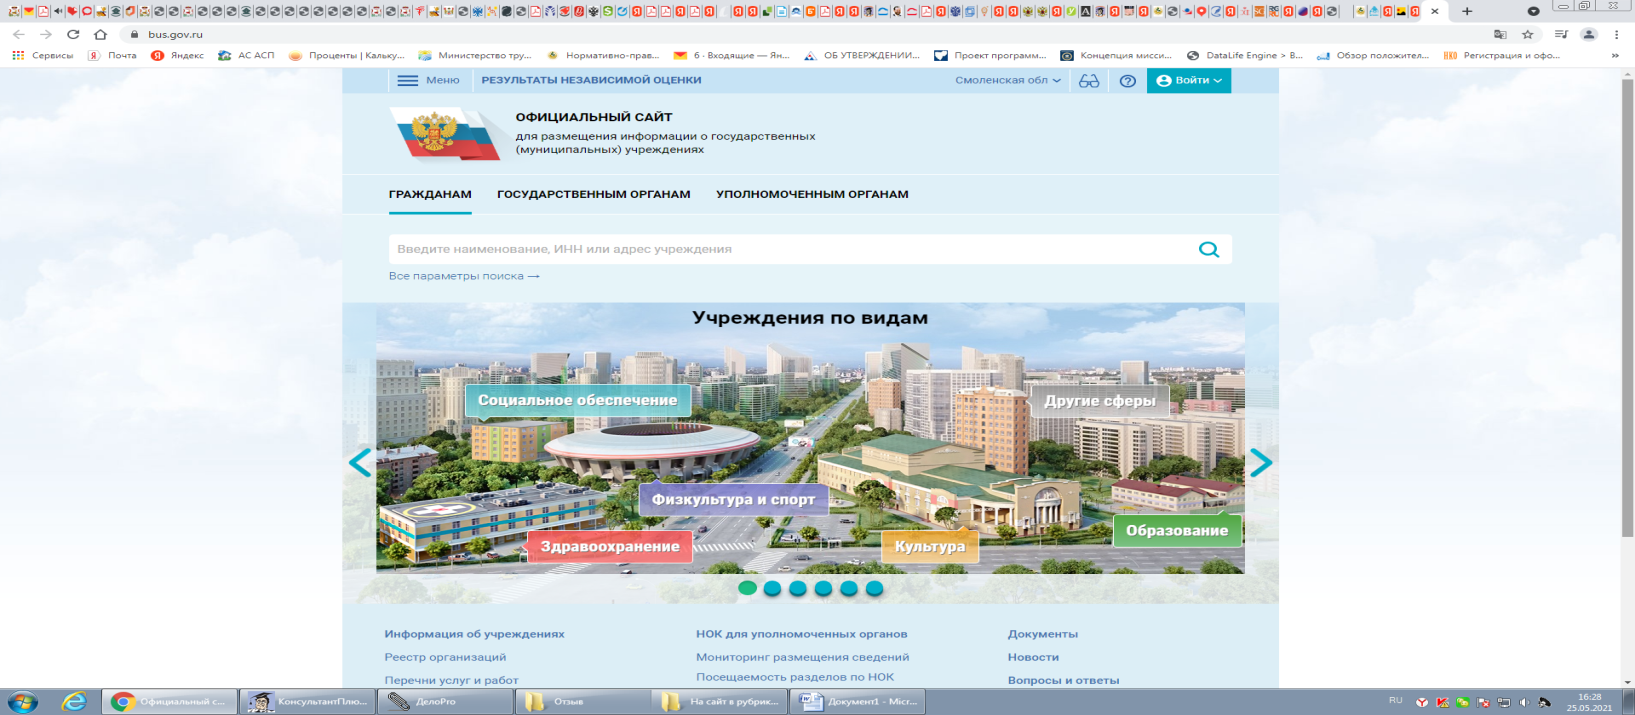 bus.gov.ru
Сервисы Почта Яндекс АС АСП Проценты | Кальку... Министерство тру... Нормативно-прав... 6 · Входящие — Ян... ОБ УТВЕРЖДЕНИИ... Проект программ... Концепция мисси... DataLife Engine > В... Обзор положител... НКО Регистрация и офо... »
Меню РЕЗУЛЬТАТЫ НЕЗАВИСИМОЙ ОЦЕНКИ Смоленская обл Войти
ОФИЦИАЛЬНЫЙ САЙТ
для размещения информации о государственных
(муниципальных) учреждениях
ГРАЖДАНАМ ГОСУДАРСТВЕННЫМ ОРГАНАМ УПОЛНОМОЧЕННЫМ ОРГАНАМ
Введите наименование, ИНН или адрес учреждения
Все параметры поиска →
Учреждения по видам
Социальное обеспечение
Другие сферы
Физкультура и спорт
Образование
Здравоохранение
Культура
Информация об учреждениях НОК для уполномоченных органов Документы
Реестр организаций Мониторинг размещения сведений Новости
Перечни услуг и работ Посещаемость разделов по НОК Вопросы и ответы
Официальный с... КонсультантПлю... ДелоPro Отзыв На сайт в рубрик... Документ1 - Micr... RU 16:28
25.05.2021